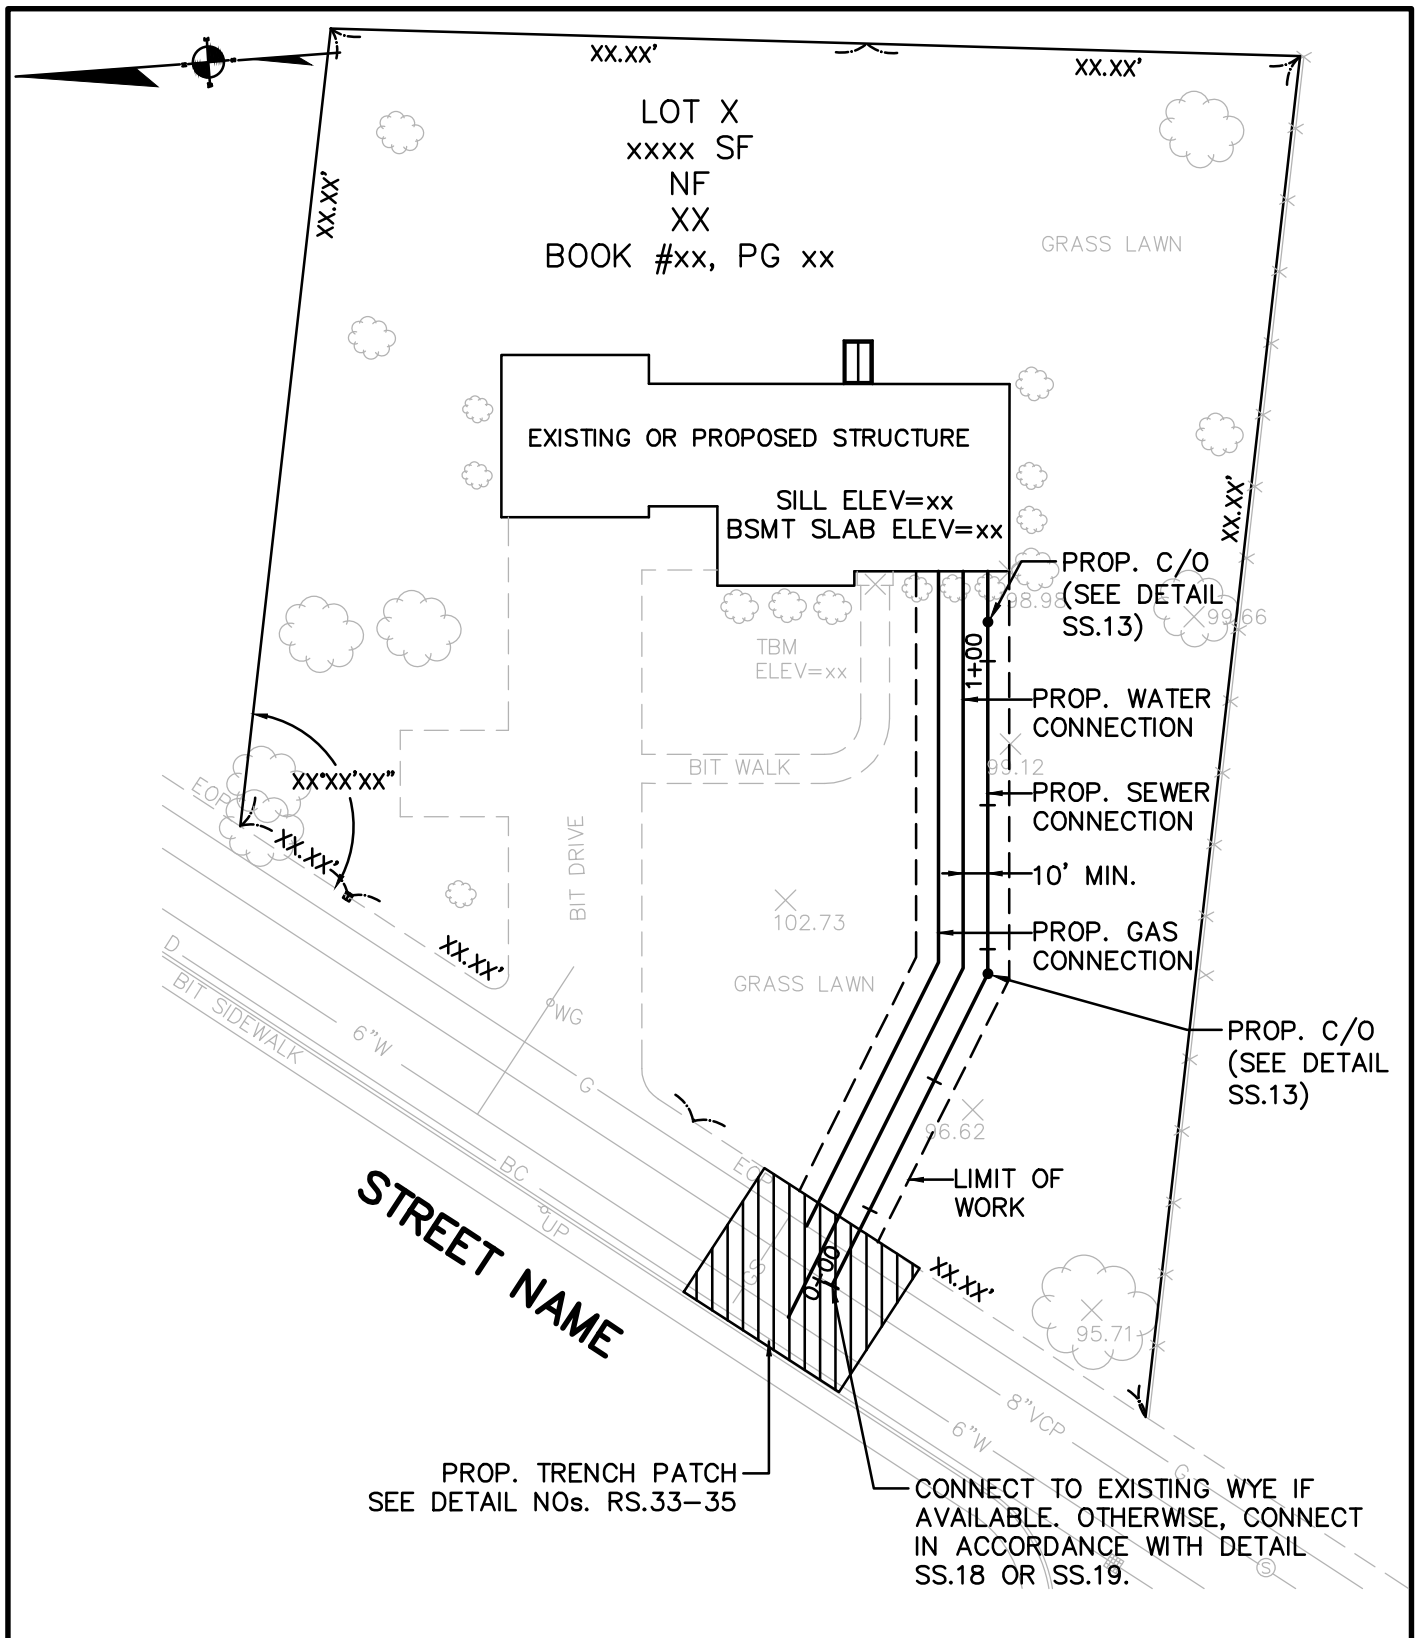 XX.XX'
XX.XX'
LOT X
xxxx SF
NF
XX
BOOK #xx, PG xx
XX.XX'
GRASS LAWN
EXISTING OR PROPOSED STRUCTURE
SILL ELEV=xx
BSMT SLAB ELEV=xx
XX.XX'
PROP. C/O
(SEE DETAIL
SS.13)
98.98
99.66
TBM
ELEV=xx
1+00
PROP. WATER
CONNECTION
BIT WALK
99.12
XX°XX'XX"
EOP
PROP. SEWER
CONNECTION
XX.XX'
BIT DRIVE
10' MIN.
102.73
PROP. GAS
CONNECTION
XX.XX'
GRASS LAWN
D
BIT SIDEWALK
6"W
WG
G
PROP. C/O
(SEE DETAIL
SS.13)
96.62
BC
EOP
LIMIT OF
WORK
UP
STREET NAME
GS
0+00
XX.XX'
95.71
8"VCP
6"W
G
PROP. TRENCH PATCH
SEE DETAIL NOs. RS.33-35
CONNECT TO EXISTING WYE IF
AVAILABLE. OTHERWISE, CONNECT
IN ACCORDANCE WITH DETAIL
SS.18 OR SS.19.
S